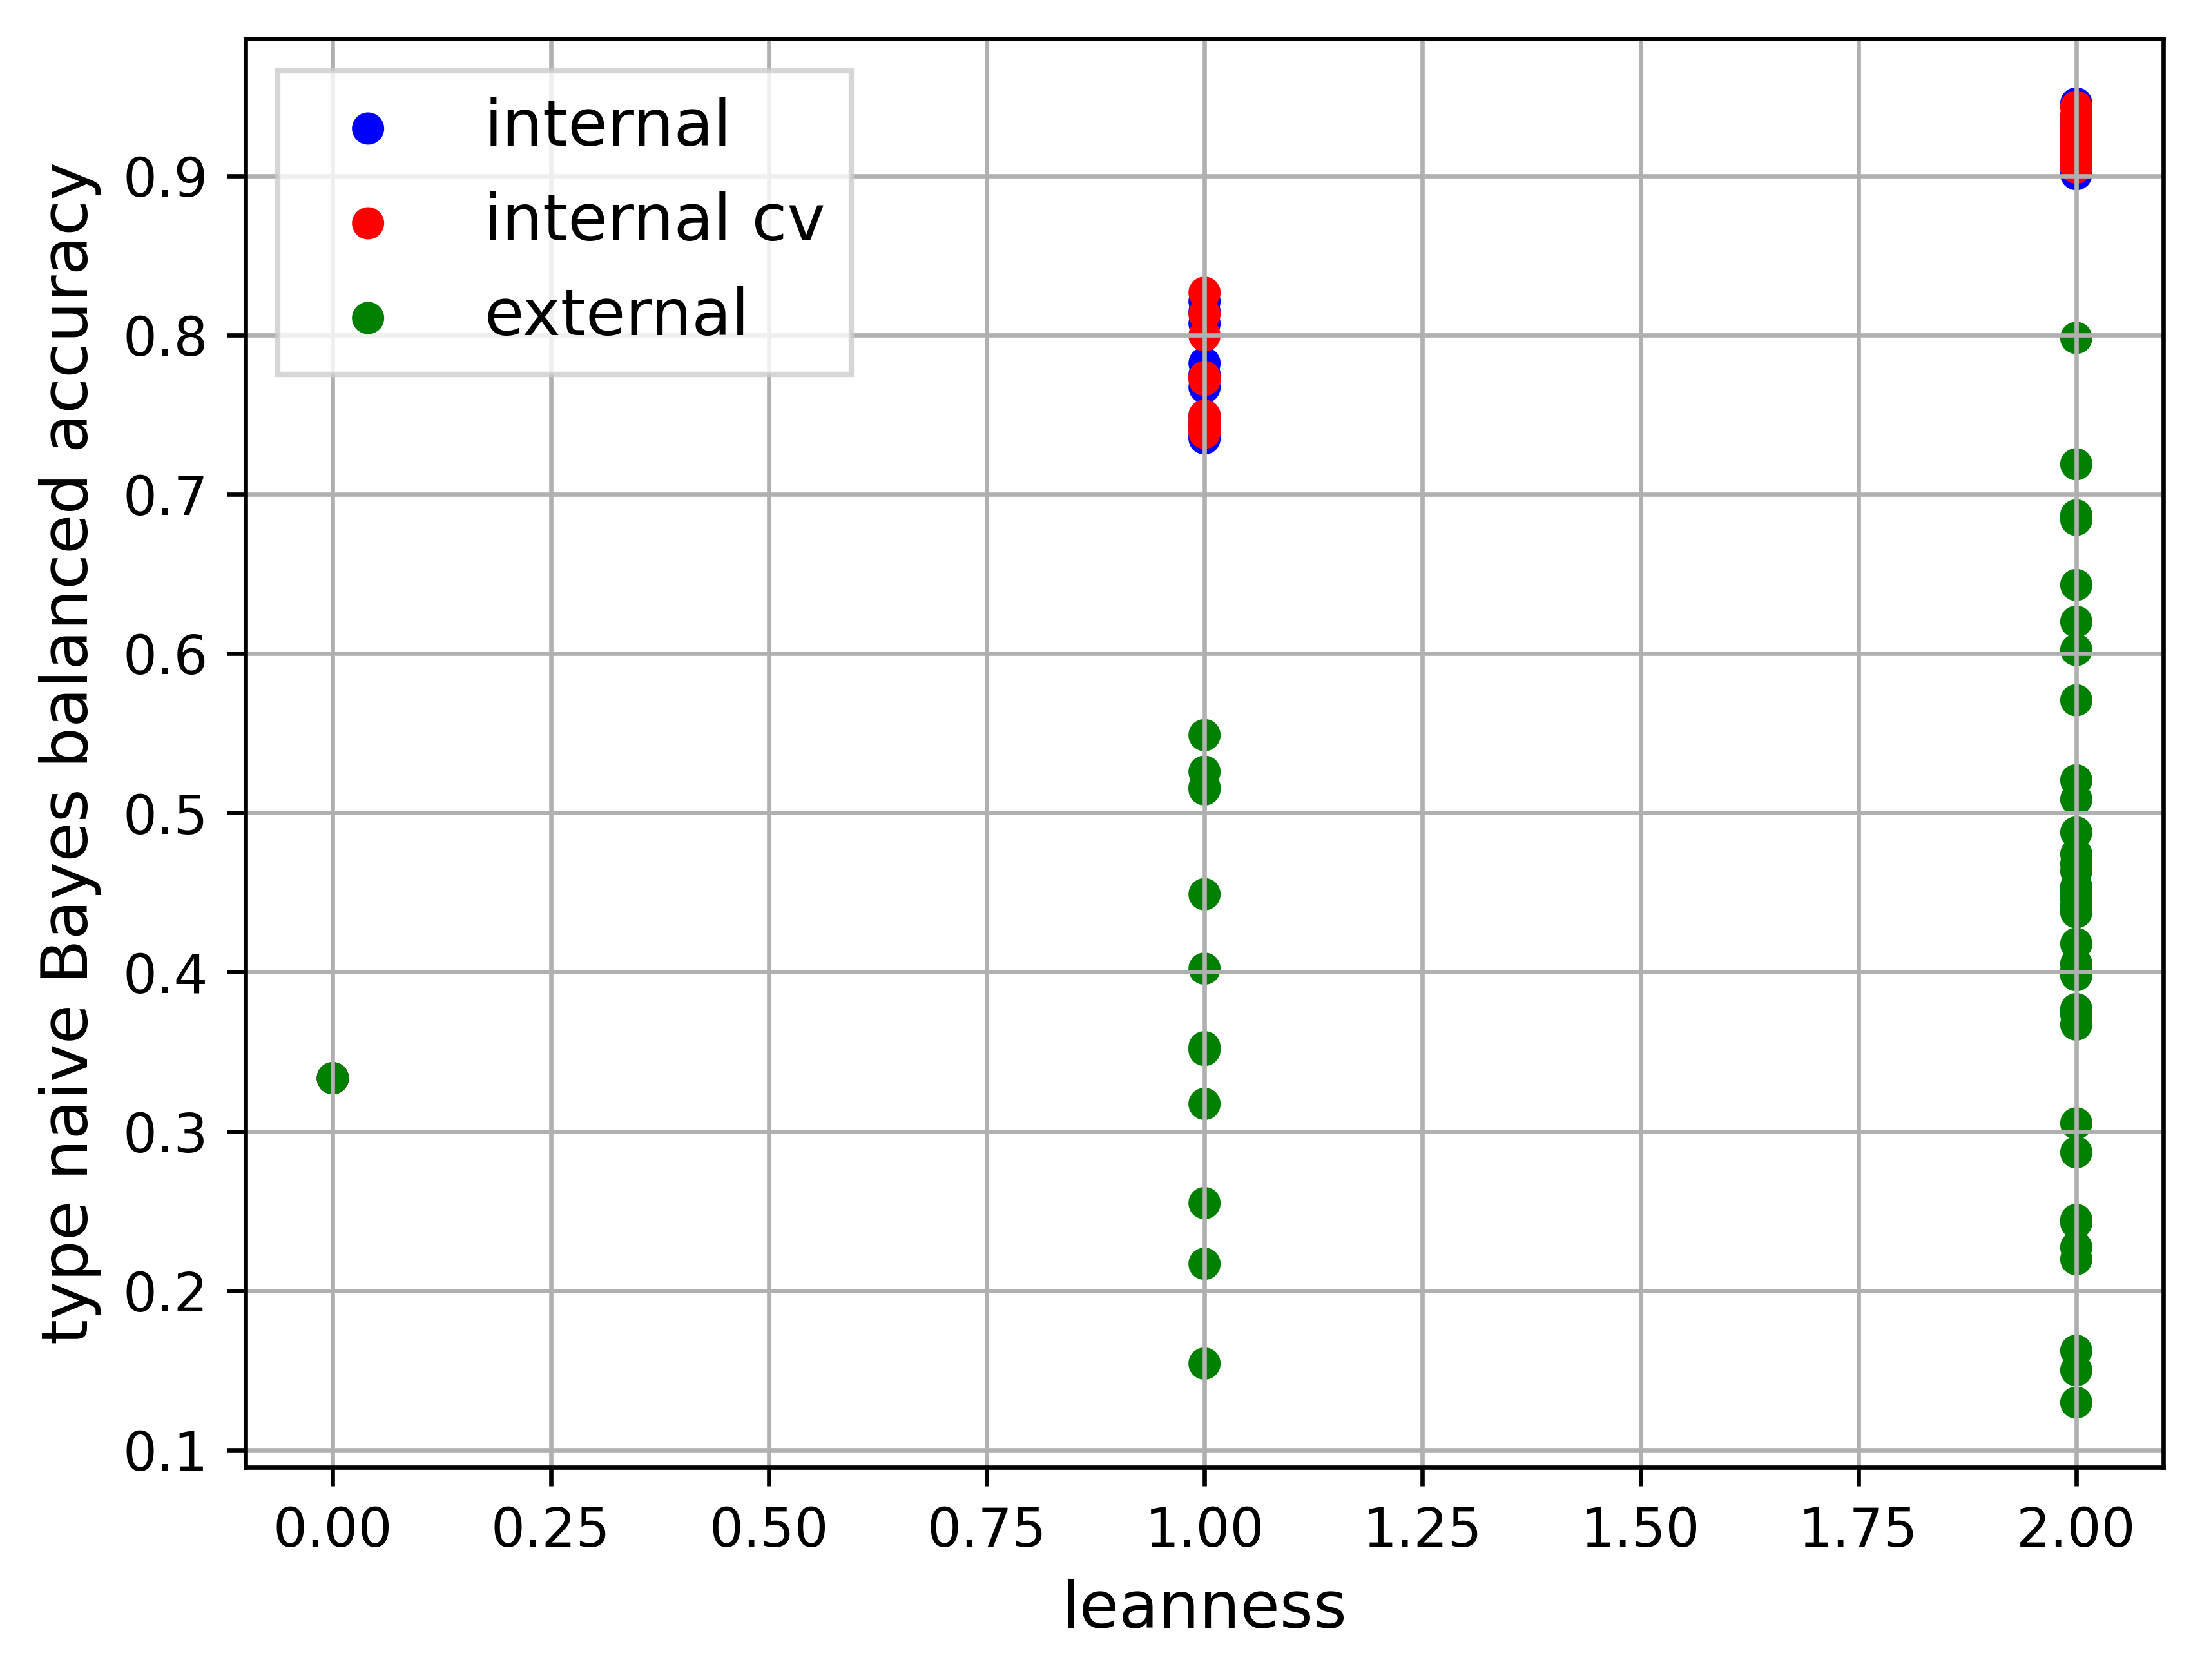 internal
internal cv
external
type naive Bayes balanced accuracy
0.9
0.8
0.7
0.6
0.5
0.4
0.3
0.2
0.1
0.00 0.25 0.50 0.75 1.00 1.25 1.50 1.75 2.00
leanness